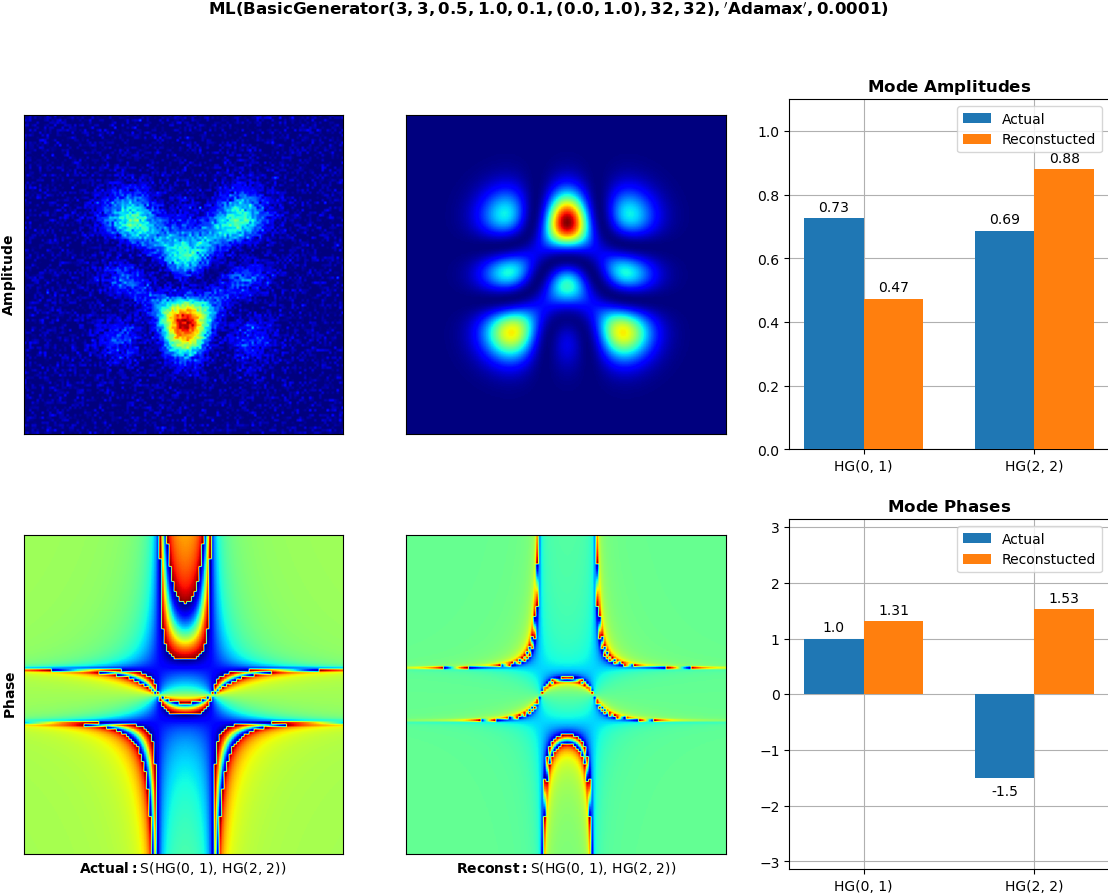 ML(BasicGenerator(3, 3, 0.5, 1.0, 0.1, (0.0, 1.0), 32, 32), ′Adamax′, 0.0001)
Amplitude
Mode Amplitudes
Actual
Reconstucted
1.0
0.8
0.6
0.4
0.2
0.0
0.73
0.47
0.69
0.88
HG(0, 1)
HG(2, 2)
Phase
Actual: S(HG(0, 1), HG(2, 2))
Reconst: S(HG(0, 1), HG(2, 2))
Mode Phases
Actual
Reconstucted
3
2
1
0
−1
−2
−3
1.0
1.31
-1.5
1.53
HG(0, 1)
HG(2, 2)